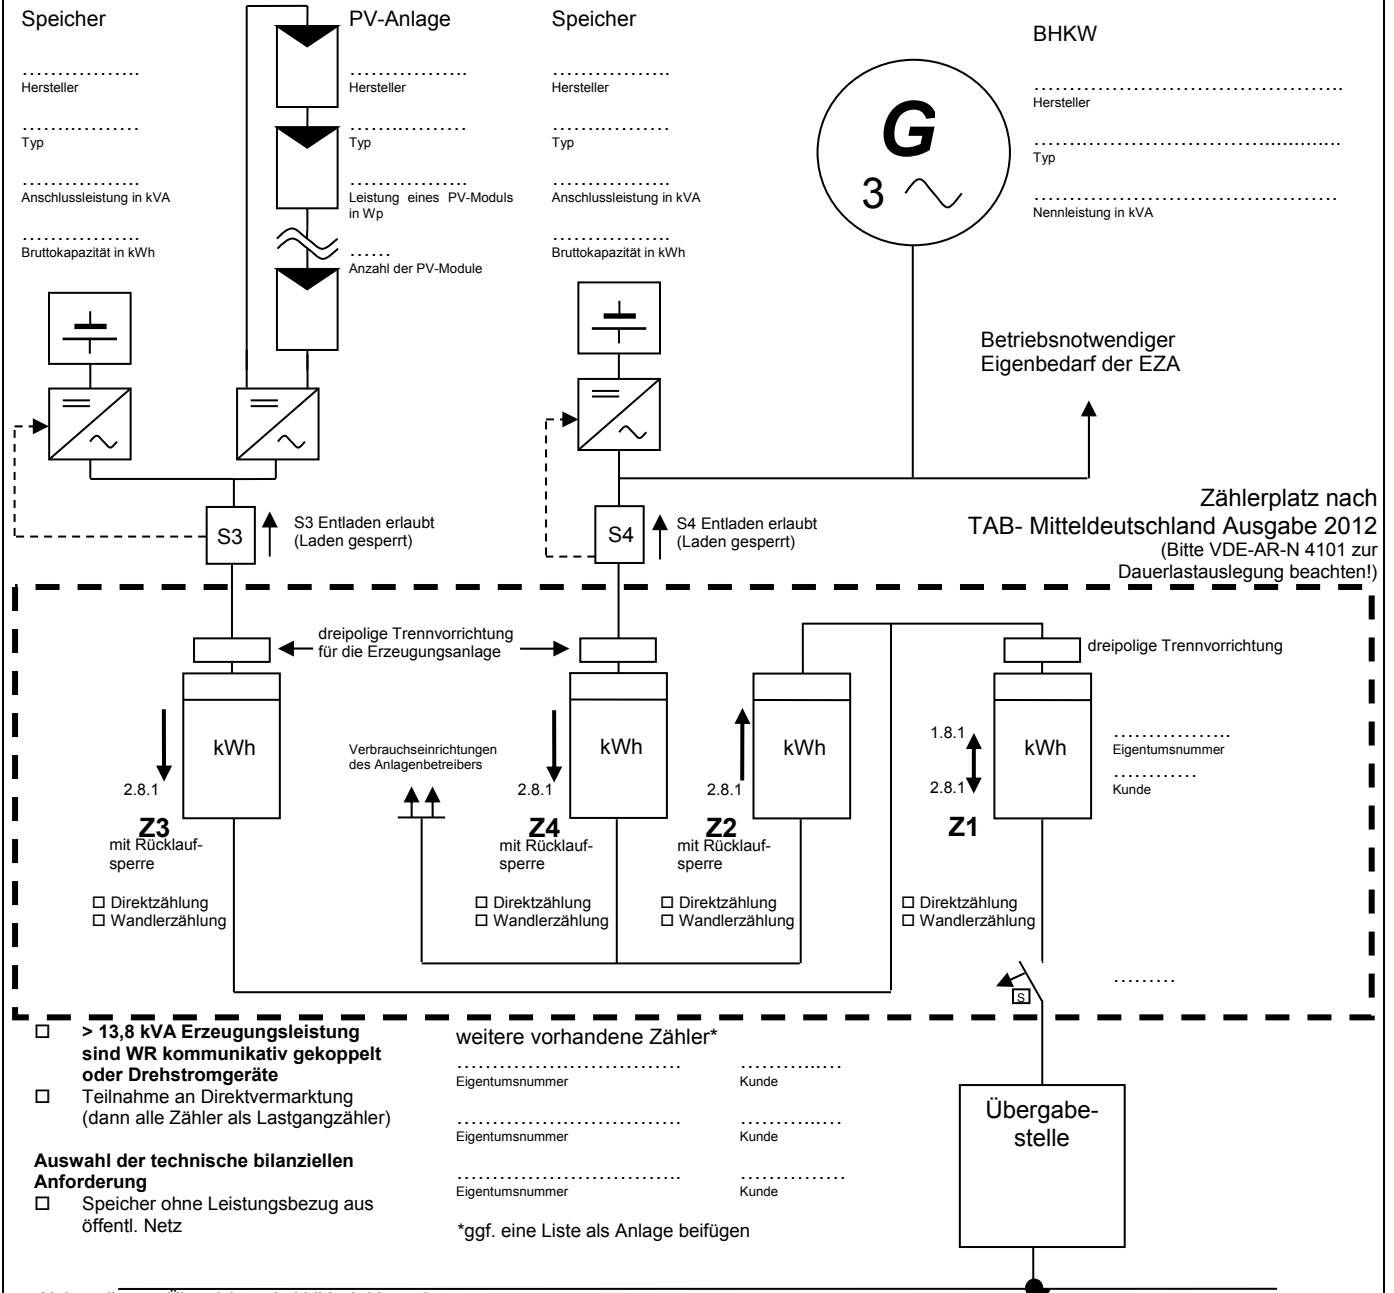 Speicher
PV-Anlage
Speicher
BHKW
Hersteller
Hersteller
Hersteller
Hersteller
Typ
Typ
Typ
Typ
Anschlussleistung in kVA
Leistung eines PV-Moduls
in Wp
Anschlussleistung in kVA
Nennleistung in kVA
Bruttokapazität in kWh
Anzahl der PV-Module
Bruttokapazität in kWh
G
3
Betriebsnotwendiger
Eigenbedarf der EZA
S3
S3 Entladen erlaubt
(Laden gesperrt)
S4
S4 Entladen erlaubt
(Laden gesperrt)
Zählerplatz nach
TAB- Mitteldeutschland Ausgabe 2012
(Bitte VDE-AR-N 4101 zur
Dauerlastauslegung beachten!)
dreipolige Trennvorrichtung
für die Erzeugungsanlage
dreipolige Trennvorrichtung
kWh
2.8.1
Z3
mit Rücklauf-
sperre
Direktzählung
Wandlerzählung
Verbrauchseinrichtungen
des Anlagenbetreibers
kWh
2.8.1
Z4
mit Rücklauf-
sperre
Direktzählung
Wandlerzählung
kWh
2.8.1
Z2
mit Rücklauf-
sperre
Direktzählung
Wandlerzählung
kWh
1.8.1
2.8.1
Z1
Direktzählung
Wandlerzählung
Eigentumsnummer
Kunde
S
> 13,8 kVA Erzeugungsleistung
sind WR kommunikativ gekoppelt
oder Drehstromgeräte
Teilnahme an Direktvermarktung
(dann alle Zähler als Lastgangzähler)
Auswahl der technische bilanziellen
Anforderung
Speicher ohne Leistungsbezug aus
öffentl. Netz
weitere vorhandene Zähler*
Eigentumsnummer
Kunde
Eigentumsnummer
Kunde
Eigentumsnummer
Kunde
*ggf. eine Liste als Anlage beifügen
Übergabe-
stelle